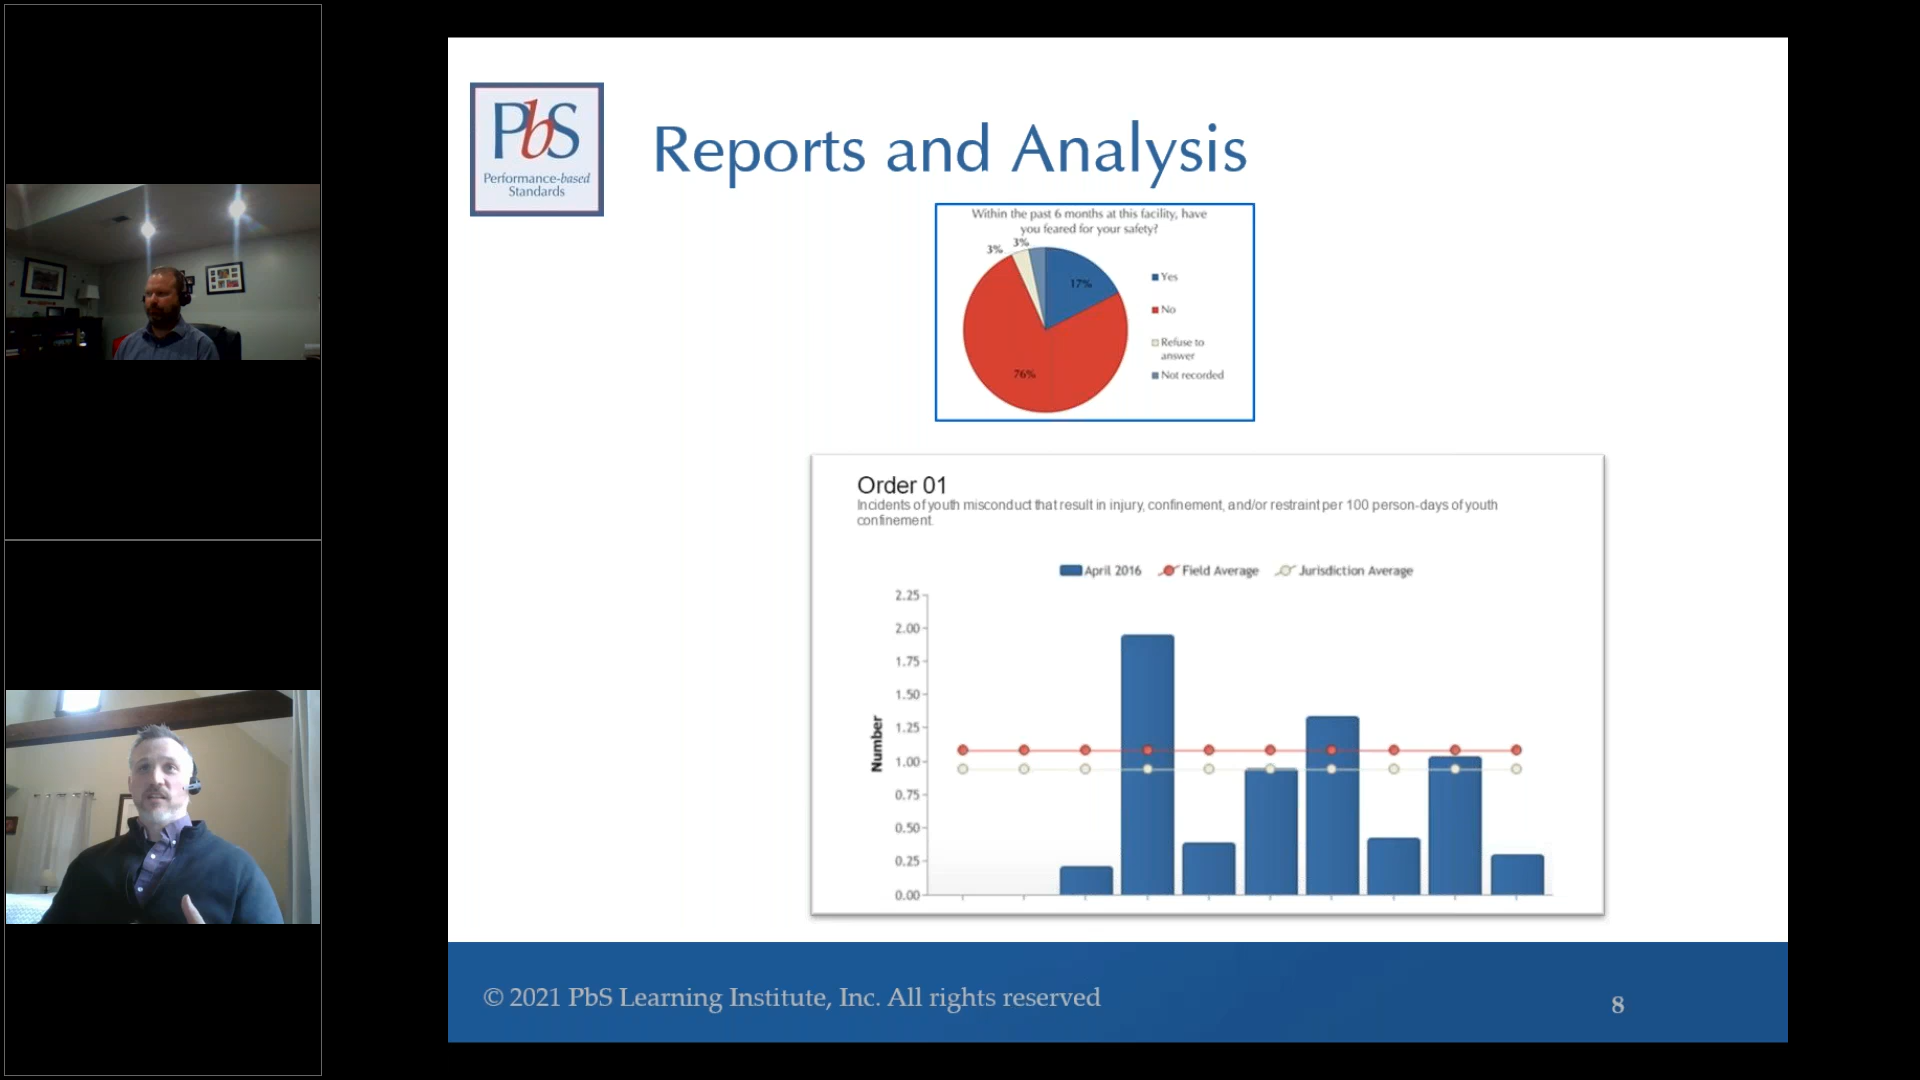 PbS
Performance-based
Standards
Reports and Analysis
Within the past 6 months at this facility, have
you feared for your safety?
3%
3%
17%
76%
Yes
No
Refuse to
answer
Not recorded
Order 01
Incidents of youth misconduct that result in injury, confinement, and/or restraint per 100 person-days of youth
confinement.
April 2016 Field Average Jurisdiction Average
Number
2.25
2.00
1.75
1.50
1.25
1.00
0.75
0.50
0.25
0.00
© 2021 PbS Learning Institute, Inc. All rights reserved
8